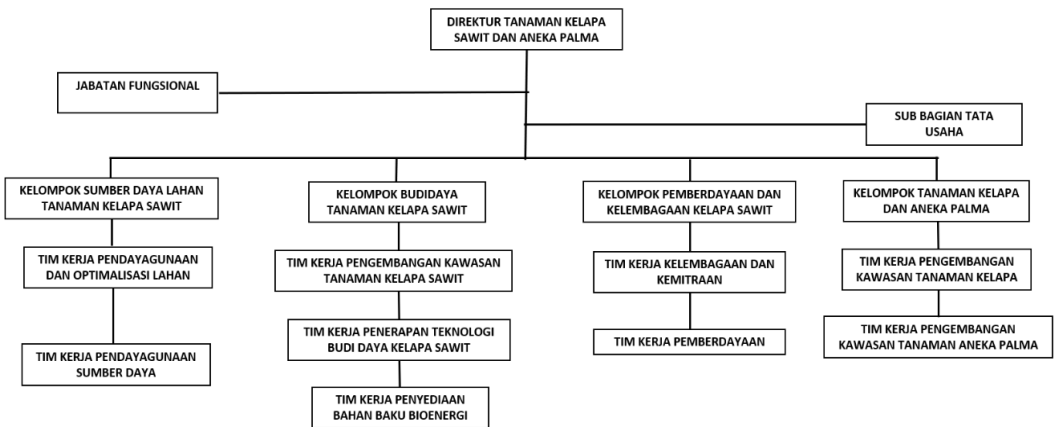 DIREKTUR TANAMAN KELAPA
SAWIT DAN ANEKA PALMA
JABATAN FUNGSIONAL
SUB BAGIAN TATA
USAHA
KELOMPOK SUMBER DAYA LAHAN
TANAMAN KELAPA SAWIT
TIM KERJA PENDAYAGUNAAN
DAN OPTIMALISASI LAHAN
TIM KERJA PENDAYAGUNAAN
SUMBER DAYA
KELOMPOK BUDIDAYA
TANAMAN KELAPA SAWIT
TIM KERJA PENGEMBANGAN KAWASAN
TANAMAN KELAPA SAWIT
TIM KERJA PENERAPAN TEKNOLOGI
BUDI DAYA KELAPA SAWIT
TIM KERJA PENYEDIAAN
BAHAN BAKU BIOENERGI
KELOMPOK PEMBERDAYAAN DAN
KELEMBAGAAN KELAPA SAWIT
TIM KERJA KELEMBAGAAN DAN
KEMITRAAN
TIM KERJA PEMBERDAYAAN
KELOMPOK TANAMAN KELAPA
DAN ANEKA PALMA
TIM KERJA PENGEMBANGAN
KAWASAN TANAMAN KELAPA
TIM KERJA PENGEMBANGAN
KAWASAN TANAMAN ANEKA PALMA